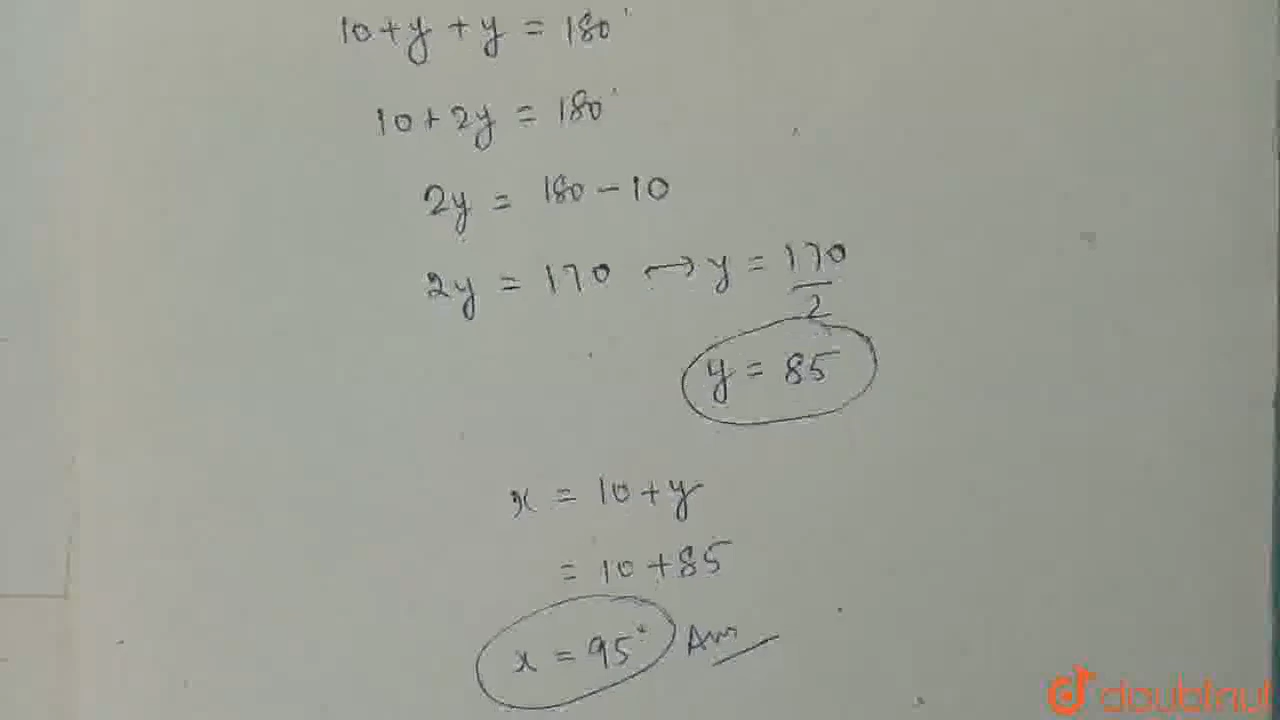 10 + y + y = 180°
10 + 2y = 180°
2y = 180 - 10
2y = 170 → y = 170/2
y = 85
x = 10 + y
= 10 + 85
x = 95° Ans
doubtnut